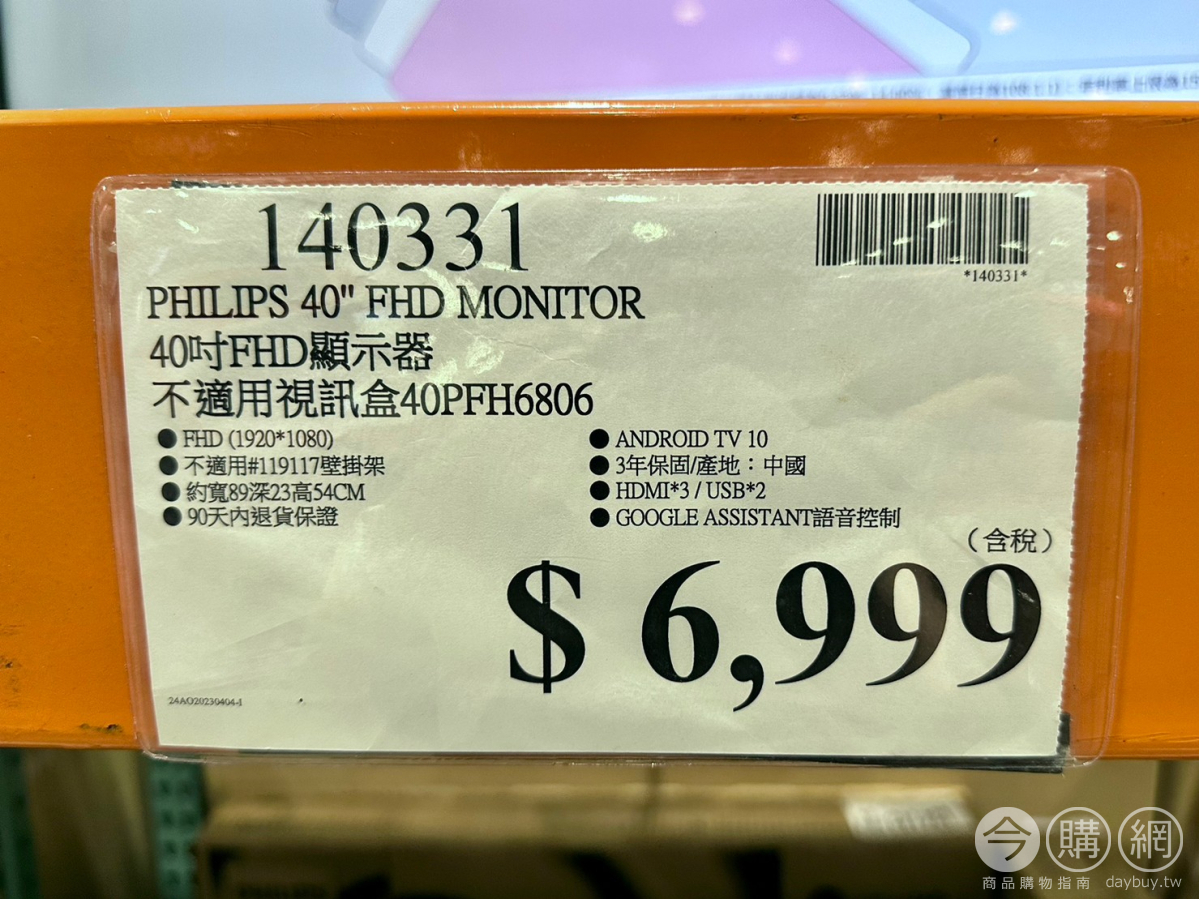 140331
*140331*
PHILIPS 40" FHD MONITOR
40吋FHD顯示器
不適用視訊盒40PFH6806
● FHD (1920*1080)
● 不適用#119117壁掛架
● 約寬89深23高54CM
● 90天內退貨保證
● ANDROID TV 10
● 3年保固/產地：中國
● HDMI*3 / USB*2
● GOOGLE ASSISTANT語音控制
（含稅）
$ 6,999
24AO20230404-1
今購網
商品購物指南 daybuy.tw